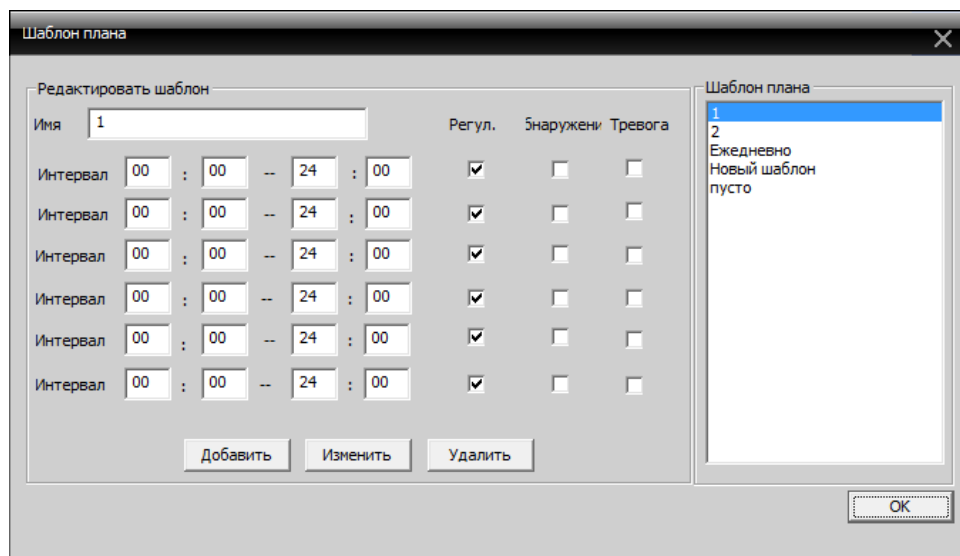 Шаблон плана
Редактировать шаблон
Имя 1 Регул. бнаружени Тревога
Интервал 00 : 00 -- 24 : 00
Интервал 00 : 00 -- 24 : 00
Интервал 00 : 00 -- 24 : 00
Интервал 00 : 00 -- 24 : 00
Интервал 00 : 00 -- 24 : 00
Интервал 00 : 00 -- 24 : 00
Добавить Изменить Удалить
Шаблон плана
1
2
Ежедневно
Новый шаблон
пусто
OK